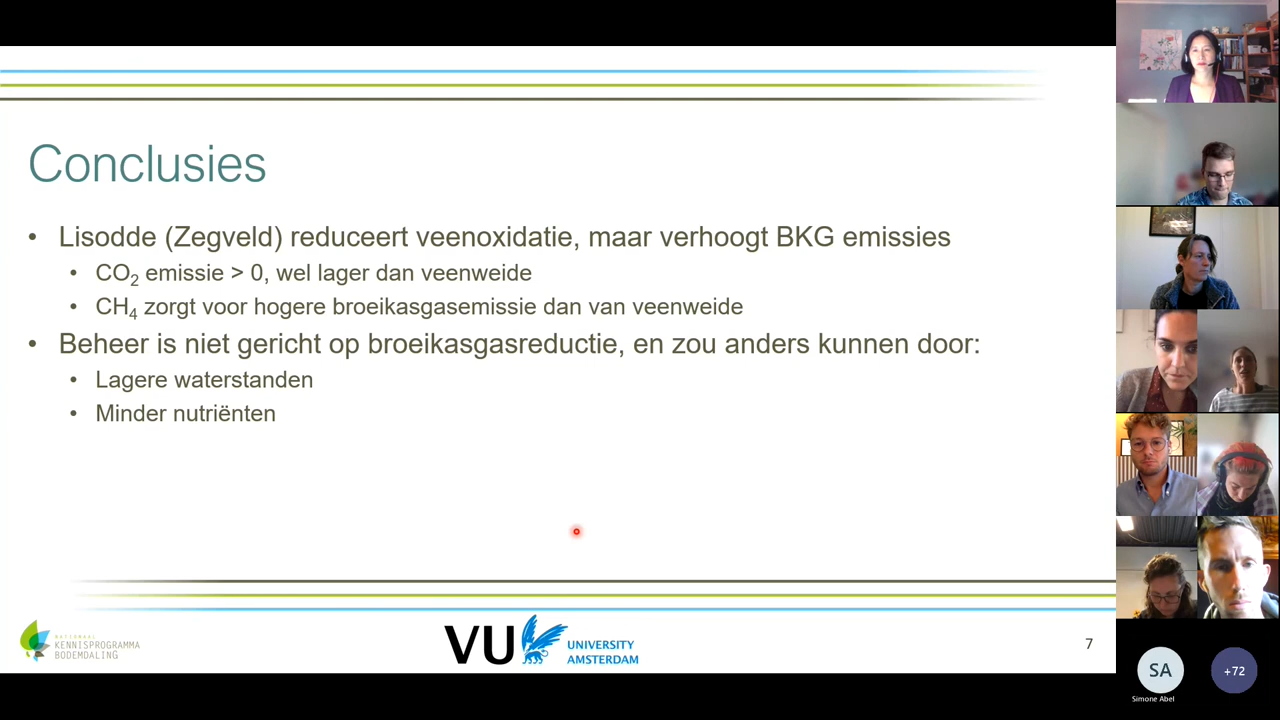 Conclusies
• Lisodde (Zegveld) reduceert veenoxidatie, maar verhoogt BKG emissies
• CO₂ emissie > 0, wel lager dan veenweide
• CH₄ zorgt voor hogere broeikasgasemissie dan van veenweide
• Beheer is niet gericht op broeikasgasreductie, en zou anders kunnen door:
• Lagere waterstanden
• Minder nutriënten
NATIONAAL
KENNISPROGRAMMA
BODEMDALING
VU
UNIVERSITY
AMSTERDAM
7
SA
Simone Abel
+72